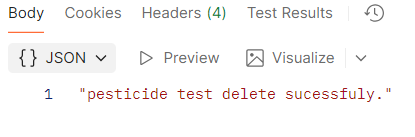 Body Cookies Headers (4) Test Results
{} JSON Preview Visualize
1 "pesticide test delete sucessfuly."